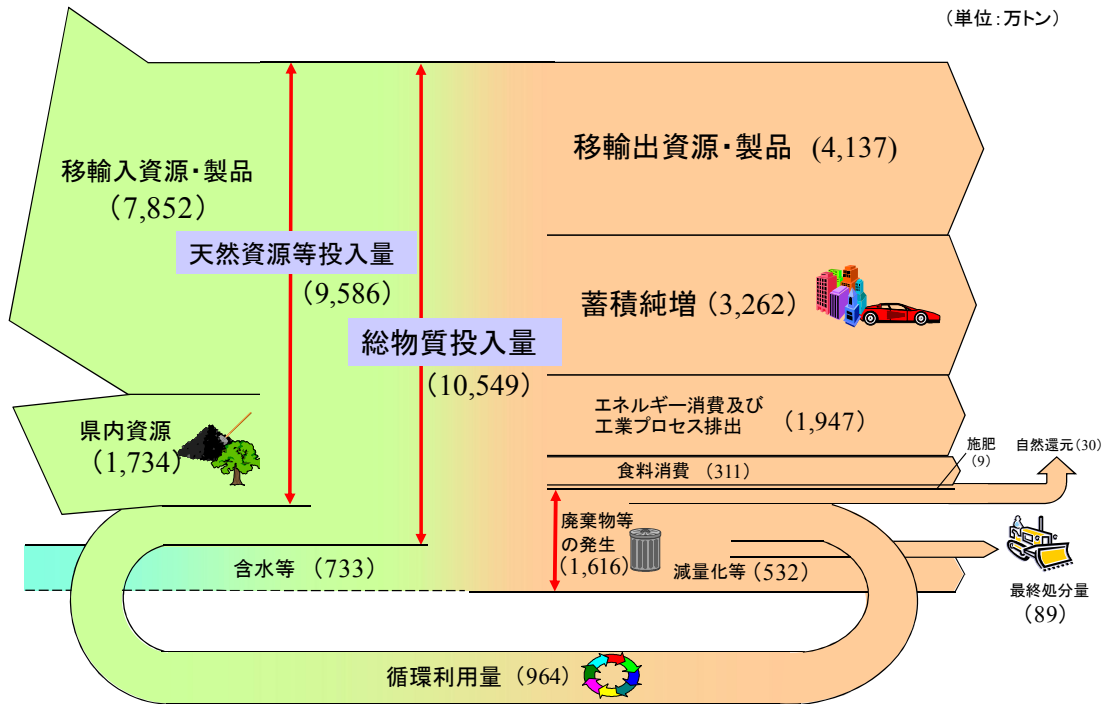 (単位:万トン)
移輸入資源・製品
(7,852)
天然資源等投入量
(9,586)
総物質投入量
(10,549)
県内資源
(1,734)
移輸出資源・製品 (4,137)
蓄積純増 (3,262)
エネルギー消費及び
工業プロセス排出 (1,947)
食料消費 (311)
施肥
(9)
自然還元(30)
廃棄物等
の発生
(1,616)
減量化等(532)
最終処分量
(89)
含水等 (733)
循環利用量 (964)